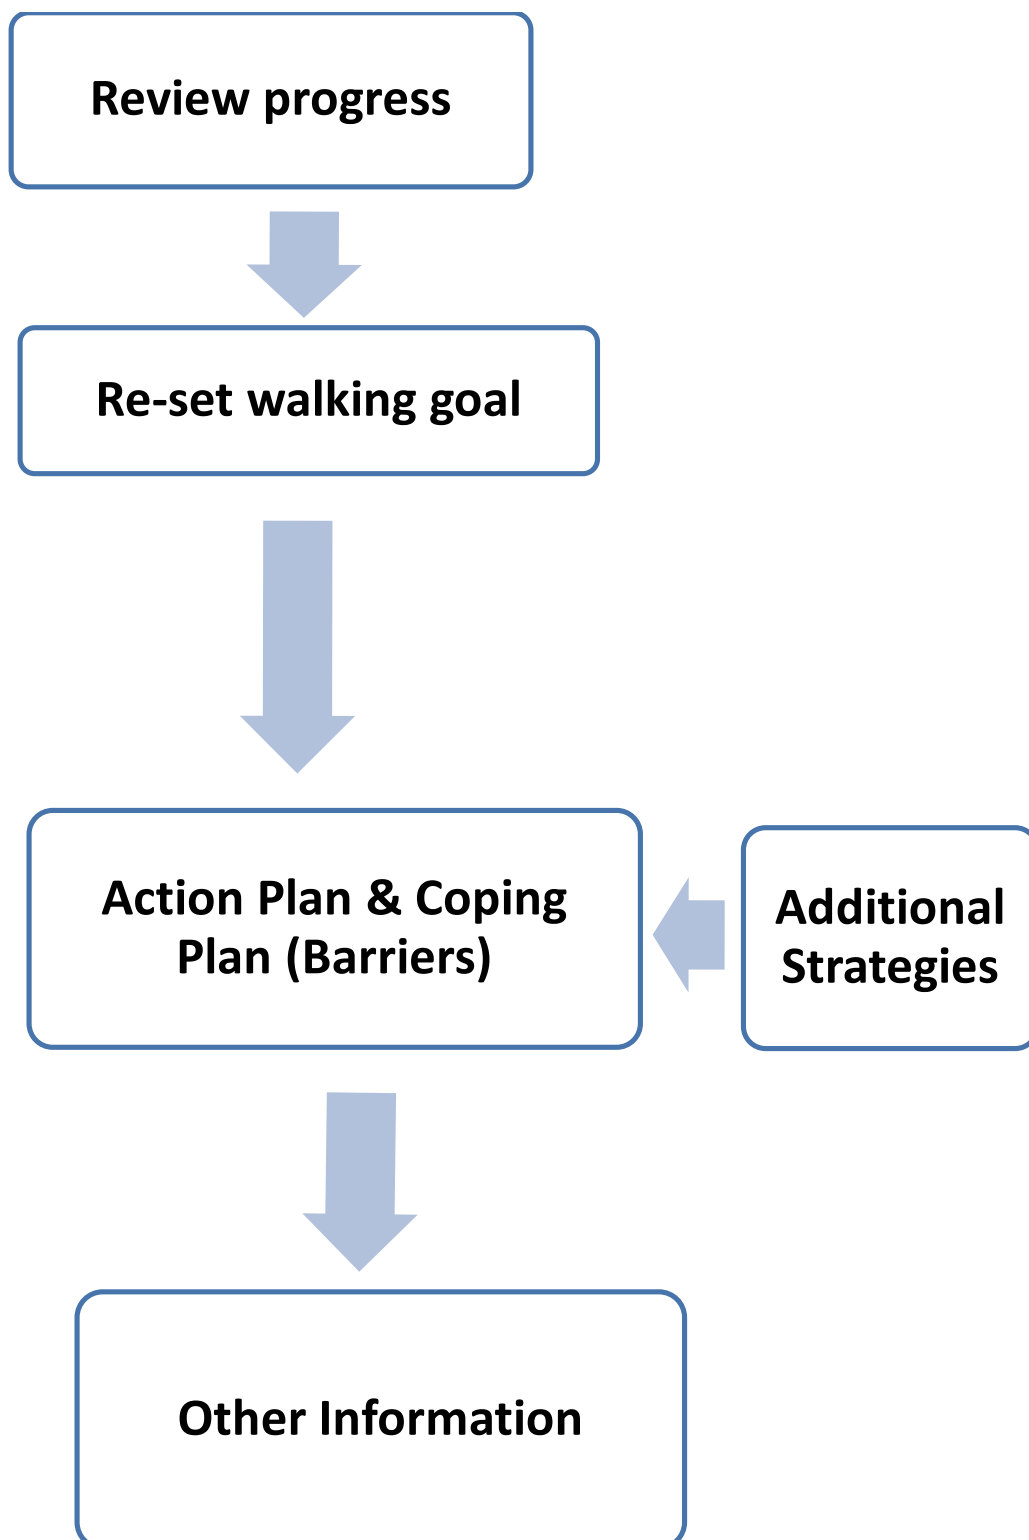 Review progress
Re-set walking goal
Action Plan & Coping
Plan (Barriers)
Additional
Strategies
Other Information